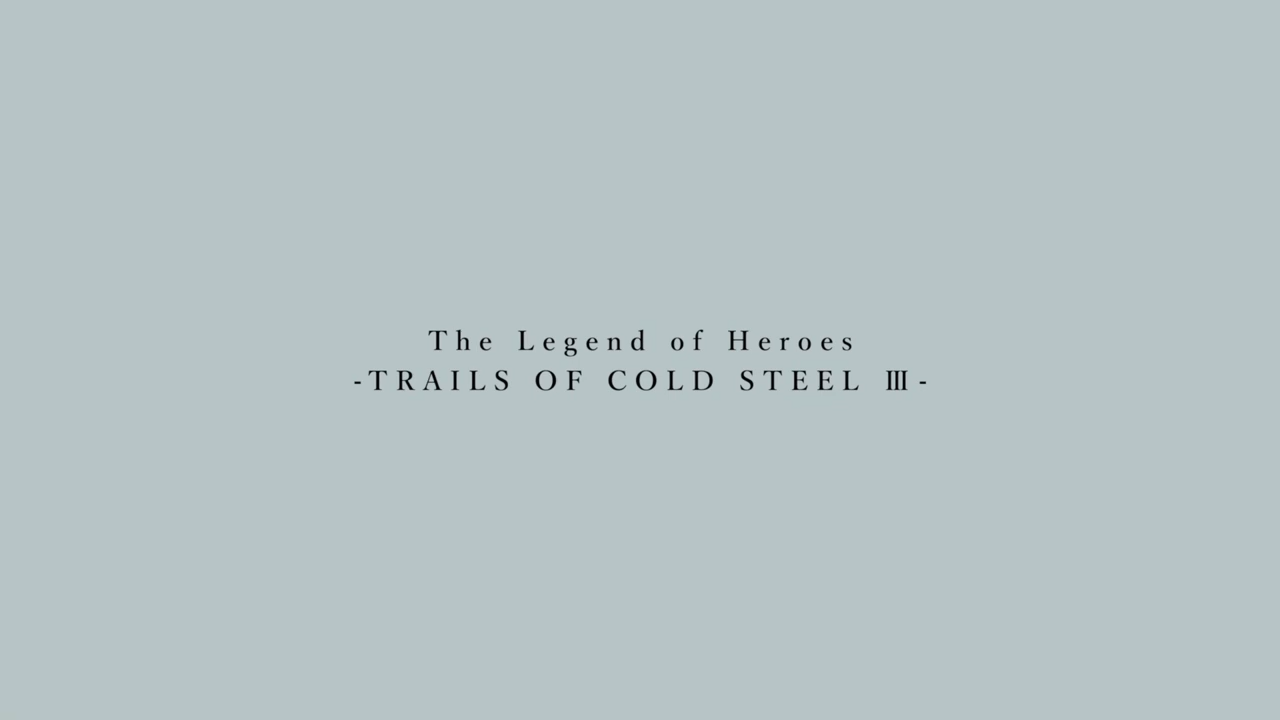 The Legend of Heroes
-TRAILS OF COLD STEEL Ⅲ-